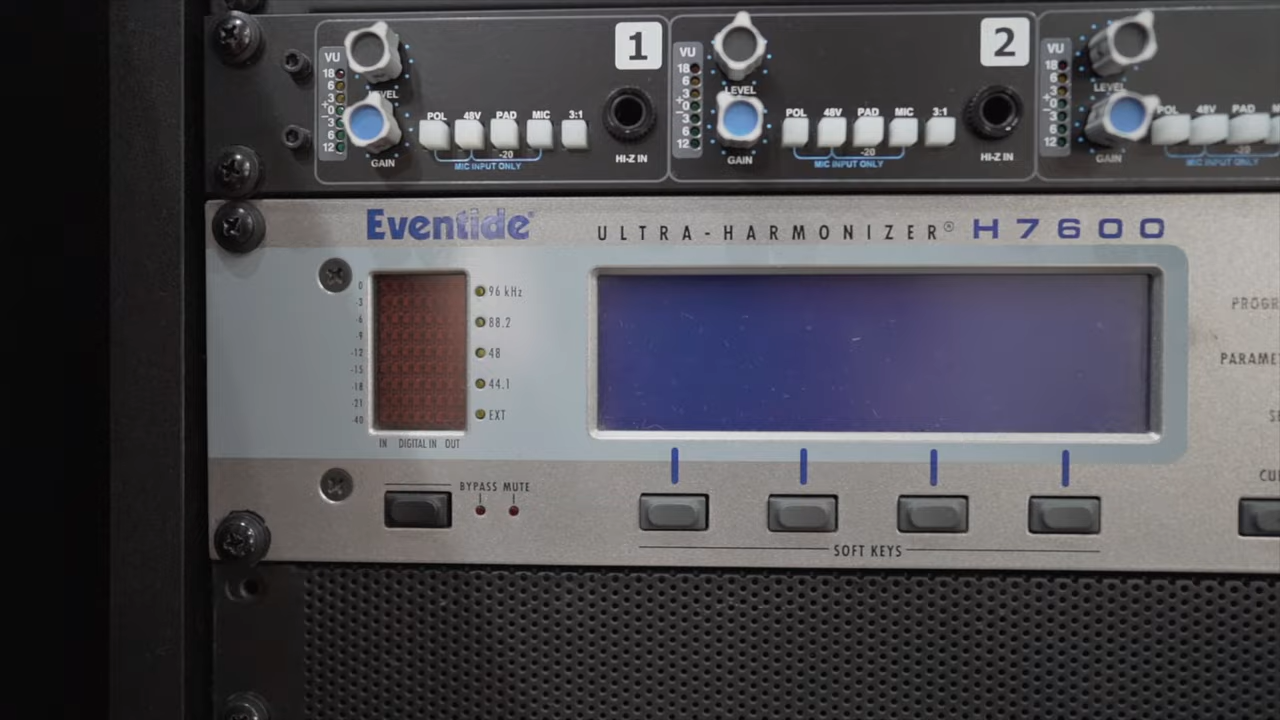 1
2
VU
VU
VU
18
6
3
+0
-3
6
12
18
6
3
+0
-3
6
12
18
6
3
+0
-3
6
12
LEVEL
LEVEL
LEVEL
POL 48V PAD MIC 3:1
POL 48V PAD MIC 3:1
POL 48V PAD
GAIN
-20
MIC INPUT ONLY
HI-Z IN
GAIN
-20
MIC INPUT ONLY
HI-Z IN
GAIN
-20
MIC INPUT ONLY
Eventide®
ULTRA-HARMONIZER® H7600
0
-3
-6
-9
-12
-15
-18
-21
-40
96 kHz
88.2
48
44.1
EXT
IN DIGITAL IN OUT
BYPASS MUTE
SOFT KEYS
PROGR
PARAME
CU